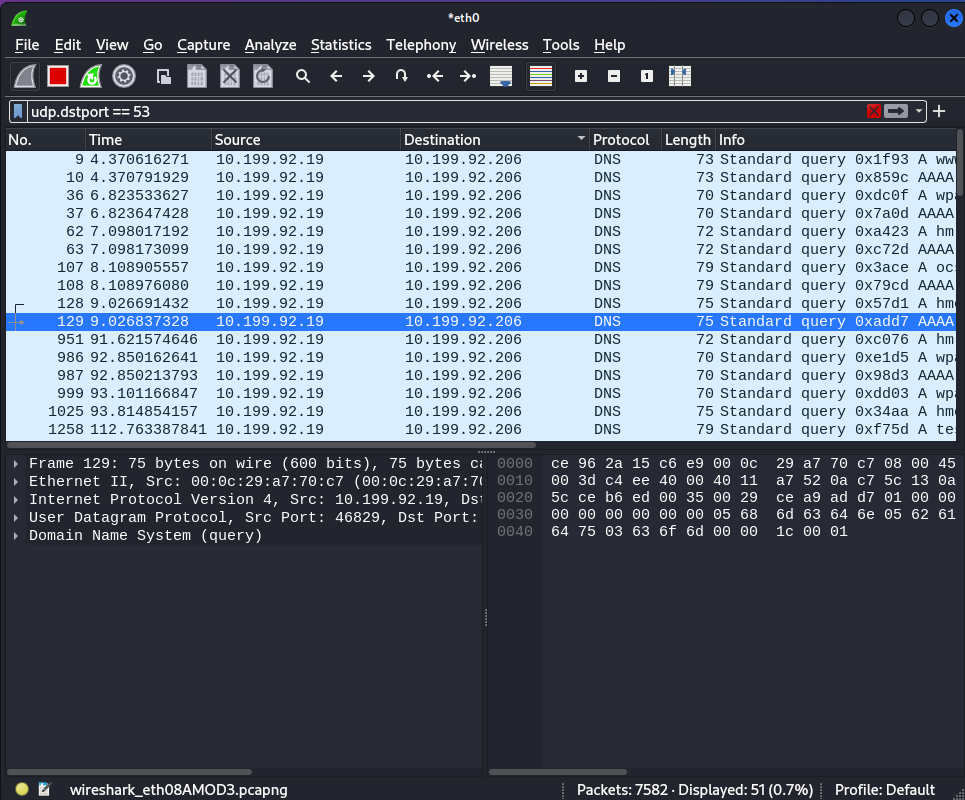 *eth0
File Edit View Go Capture Analyze Statistics Telephony Wireless Tools Help
udp.dstport == 53
No. Time Source Destination Protocol Length Info
9 4.370616271 10.199.92.19 10.199.92.206 DNS 73 Standard query 0x1f93 A www
10 4.370791929 10.199.92.19 10.199.92.206 DNS 73 Standard query 0x859c AAAA
36 6.823533627 10.199.92.19 10.199.92.206 DNS 70 Standard query 0xdc0f A wpa
37 6.823647428 10.199.92.19 10.199.92.206 DNS 70 Standard query 0x7a0d AAAA
62 7.098017192 10.199.92.19 10.199.92.206 DNS 72 Standard query 0xa423 A hm
63 7.098173099 10.199.92.19 10.199.92.206 DNS 72 Standard query 0xc72d AAAA
107 8.108905557 10.199.92.19 10.199.92.206 DNS 79 Standard query 0x3ace A ocs
108 8.108976080 10.199.92.19 10.199.92.206 DNS 79 Standard query 0x79cd AAAA
128 9.026691432 10.199.92.19 10.199.92.206 DNS 75 Standard query 0x57d1 A hmc
129 9.026837328 10.199.92.19 10.199.92.206 DNS 75 Standard query 0xadd7 AAAA
951 91.621574646 10.199.92.19 10.199.92.206 DNS 72 Standard query 0xc076 A hm
986 92.850162641 10.199.92.19 10.199.92.206 DNS 70 Standard query 0xe1d5 A wpa
987 92.850213793 10.199.92.19 10.199.92.206 DNS 70 Standard query 0x98d3 AAAA
999 93.101166847 10.199.92.19 10.199.92.206 DNS 70 Standard query 0xdd03 A wpa
1025 93.814854157 10.199.92.19 10.199.92.206 DNS 75 Standard query 0x34aa A hmc
1258 112.763387841 10.199.92.19 10.199.92.206 DNS 79 Standard query 0xf75d A tes
Frame 129: 75 bytes on wire (600 bits), 75 bytes ca
Ethernet II, Src: 00:0c:29:a7:70:c7 (00:0c:29:a7:70
Internet Protocol Version 4, Src: 10.199.92.19, Dst
User Datagram Protocol, Src Port: 46829, Dst Port:
Domain Name System (query)
0000 ce 96 2a 15 c6 e9 00 0c 29 a7 70 c7 08 00 45
0010 00 3d c4 ee 40 00 40 11 a7 52 0a c7 5c 13 0a
0020 5c ce b6 ed 00 35 00 29 ce a9 ad d7 01 00 00
0030 00 00 00 00 00 00 05 68 6d 63 64 6e 05 62 61
0040 64 75 03 63 6f 6d 00 00 1c 00 01
wireshark_eth08AMOD3.pcapng Packets: 7582 · Displayed: 51 (0.7%) Profile: Default